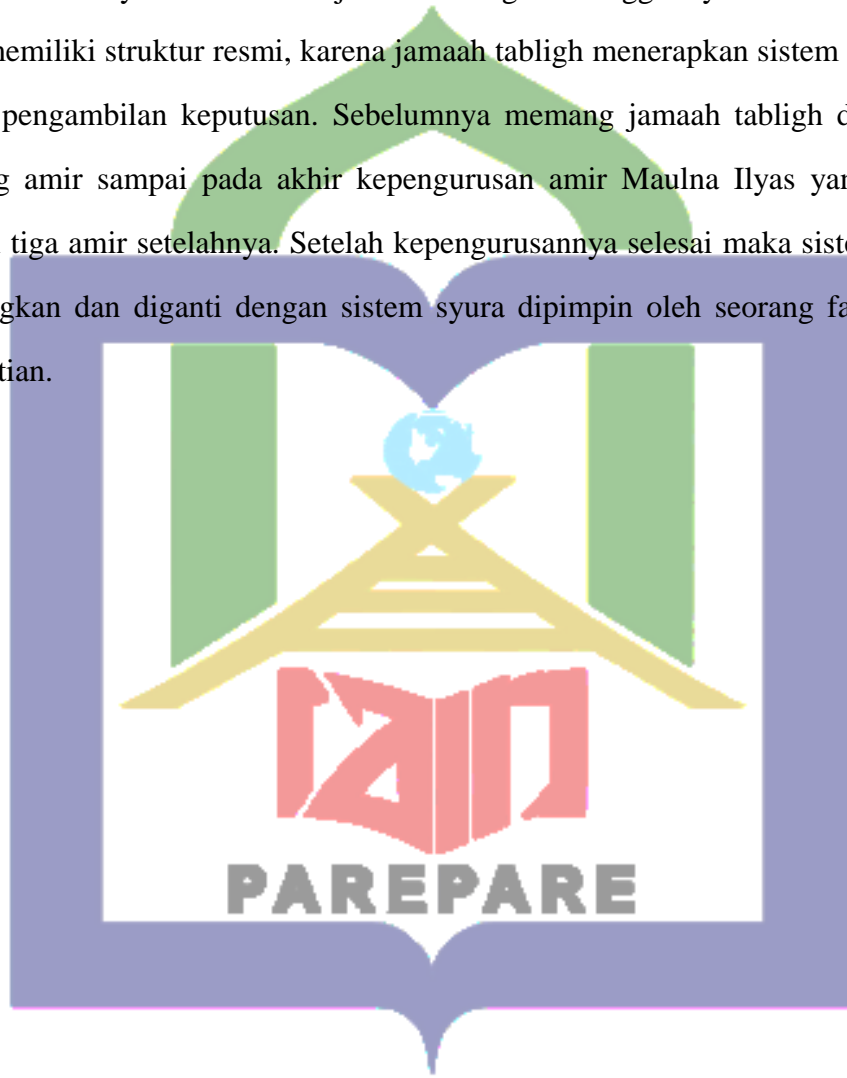 memiliki struktur resmi, karena jamaah tabligh menerapkan sistem
pengambilan keputusan. Sebelumnya memang jamaah tabligh d
g amir sampai pada akhir kepengurusan amir Maulna Ilyas yan
tiga amir setelahnya. Setelah kepengurusannya selesai maka siste
gkan dan diganti dengan sistem syura dipimpin oleh seorang fa
tian.
iain
PAREPARE